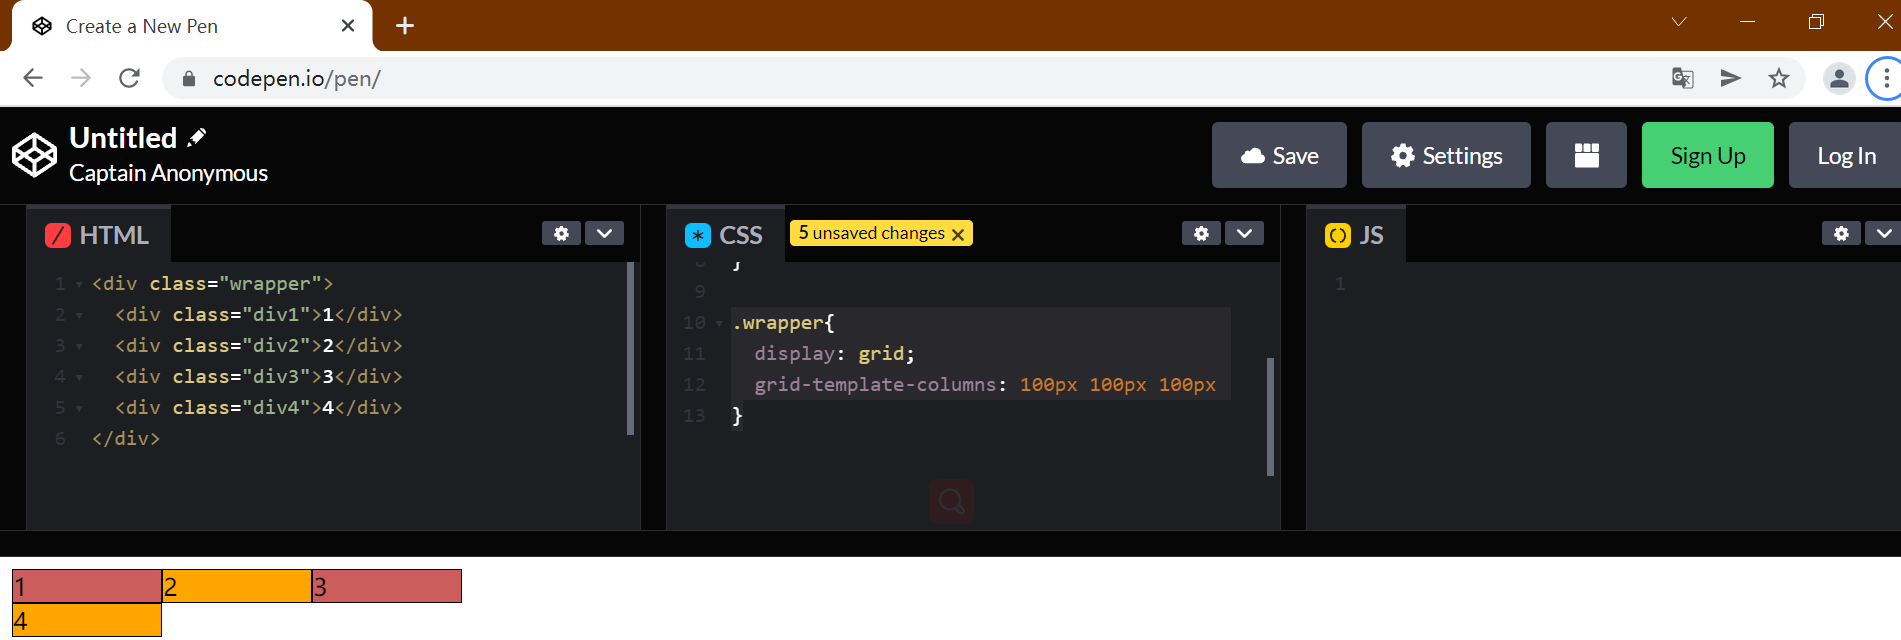 Create a New Pen
codepen.io/pen/
Untitled
Captain Anonymous
Save
Settings
Sign Up
Log In
HTML
CSS
5 unsaved changes
JS
1 <div class="wrapper">
2 <div class="div1">1</div>
3 <div class="div2">2</div>
4 <div class="div3">3</div>
5 <div class="div4">4</div>
6 </div>
8 }
9
10 .wrapper{
11 display: grid;
12 grid-template-columns: 100px 100px 100px
13 }
1
1 2 3
4